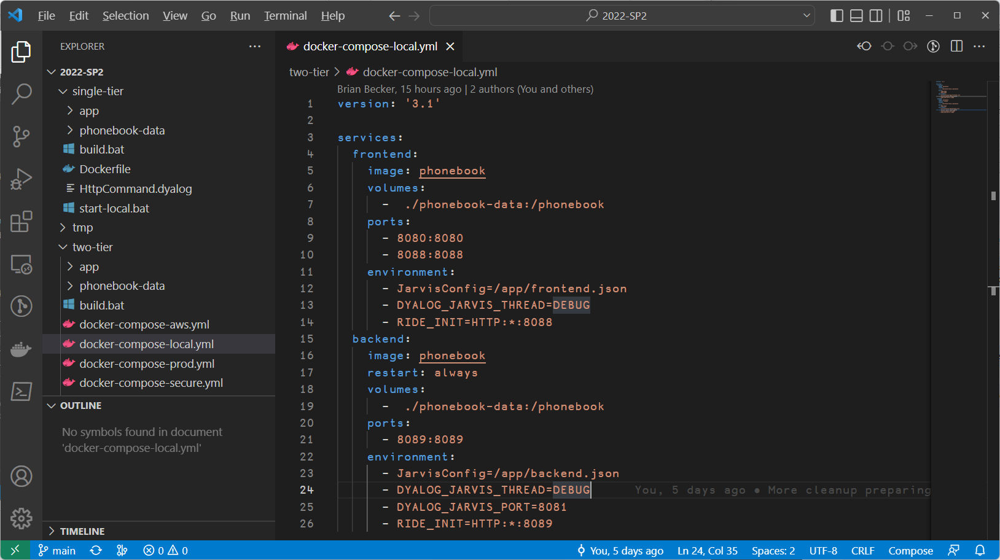 File Edit Selection View Go Run Terminal Help
2022-SP2
EXPLORER
2022-SP2
single-tier
app
phonebook-data
build.bat
Dockerfile
HttpCommand.dyalog
start-local.bat
tmp
two-tier
app
phonebook-data
build.bat
docker-compose-aws.yml
docker-compose-local.yml
docker-compose-prod.yml
docker-compose-secure.yml
OUTLINE
No symbols found in document
'docker-compose-local.yml'
TIMELINE
docker-compose-local.yml
two-tier > docker-compose-local.yml
Brian Becker, 15 hours ago | 2 authors (You and others)
1 version: '3.1'
2
3 services:
4 frontend:
5 image: phonebook
6 volumes:
7 - ./phonebook-data:/phonebook
8 ports:
9 - 8080:8080
10 - 8088:8088
11 environment:
12 - JarvisConfig=/app/frontend.json
13 - DYALOG_JARVIS_THREAD=DEBUG
14 - RIDE_INIT=HTTP:*:8088
15 backend:
16 image: phonebook
17 restart: always
18 volumes:
19 - ./phonebook-data:/phonebook
20 ports:
21 - 8089:8089
22 environment:
23 - JarvisConfig=/app/backend.json
24 - DYALOG_JARVIS_THREAD=DEBUG You, 5 days ago • More cleanup preparing
25 - DYALOG_JARVIS_PORT=8081
26 - RIDE_INIT=HTTP:*:8089
main 0 0 You, 5 days ago Ln 24, Col 35 Spaces: 2 UTF-8 CRLF Compose